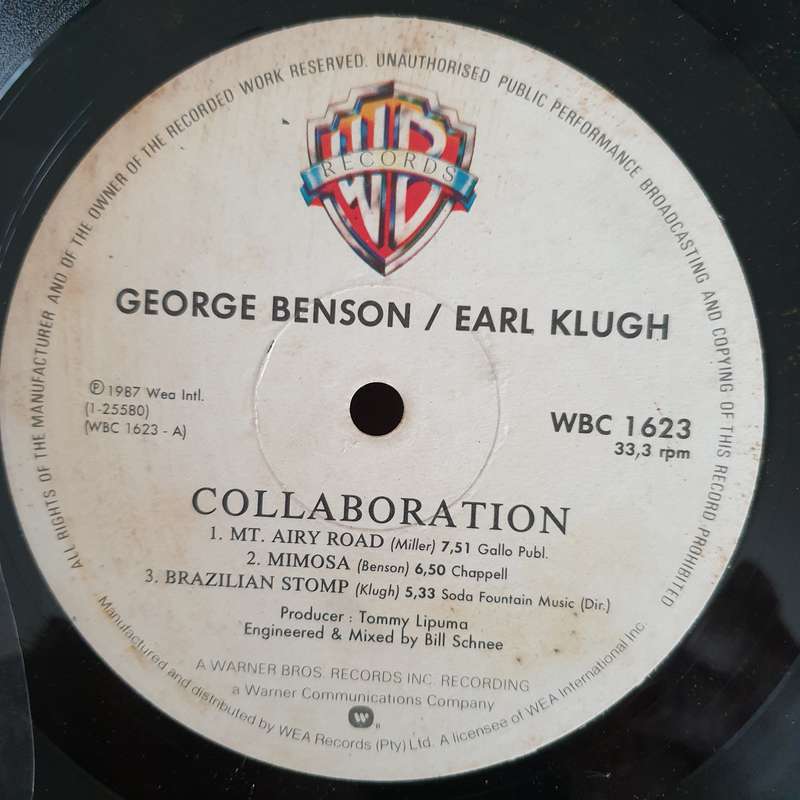 ALL RIGHTS OF THE MANUFACTURER AND OF THE OWNER OF THE RECORDED WORK RESERVED. UNAUTHORISED PUBLIC PERFORMANCE BROADCASTING AND COPYING OF THIS RECORD PROHIBITED
WB
RECORDS
GEORGE BENSON / EARL KLUGH
℗ 1987 Wea Intl.
(1-25580)
(WBC 1623 - A)
WBC 1623
33,3 rpm
COLLABORATION
1. MT. AIRY ROAD (Miller) 7,51 Gallo Publ.
2. MIMOSA (Benson) 6,50 Chappell
3. BRAZILIAN STOMP (Klugh) 5,33 Soda Fountain Music (Dir.)
Producer : Tommy Lipuma
Engineered & Mixed by Bill Schnee
A WARNER BROS. RECORDS INC. RECORDING
a Warner Communications Company
W®
Manufactured and distributed by WEA Records (Pty) Ltd. A licensee of WEA International Inc.